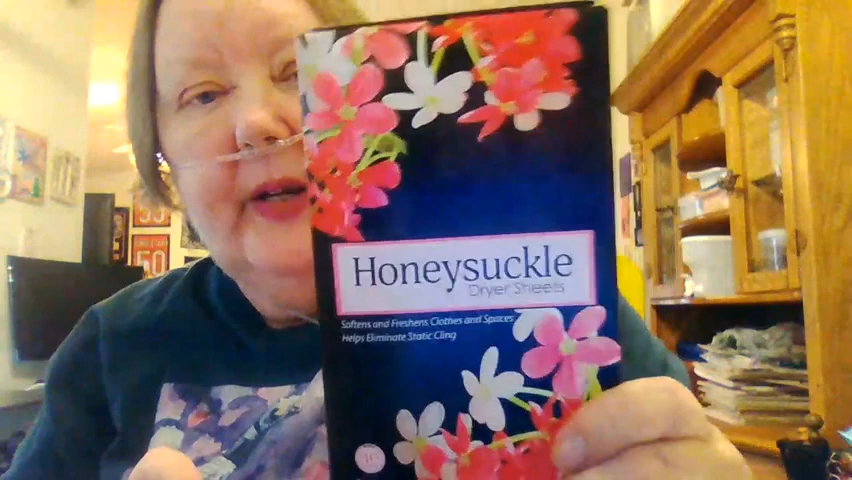 Honeysuckle
Dryer Sheets
Softens and Freshens Clothes and Spaces
Helps Eliminate Static Cling
50